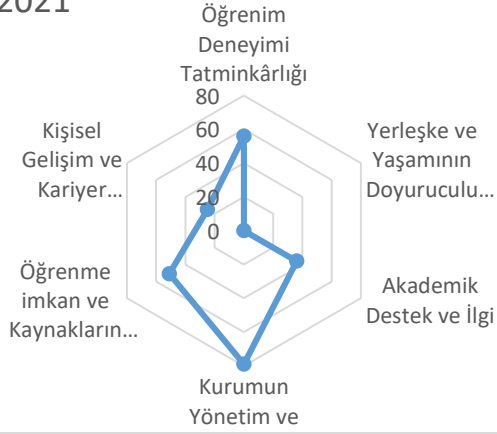 2021
Öğrenim
Deneyimi
Tatminkârlığı
Yerleşke ve
Yaşamının
Doyuruculu...
Akademik
Destek ve İlgi
Kurumun
Yönetim ve
Öğrenme
imkan ve
Kaynakların...
Kişisel
Gelişim ve
Kariyer...
80
60
40
20
0